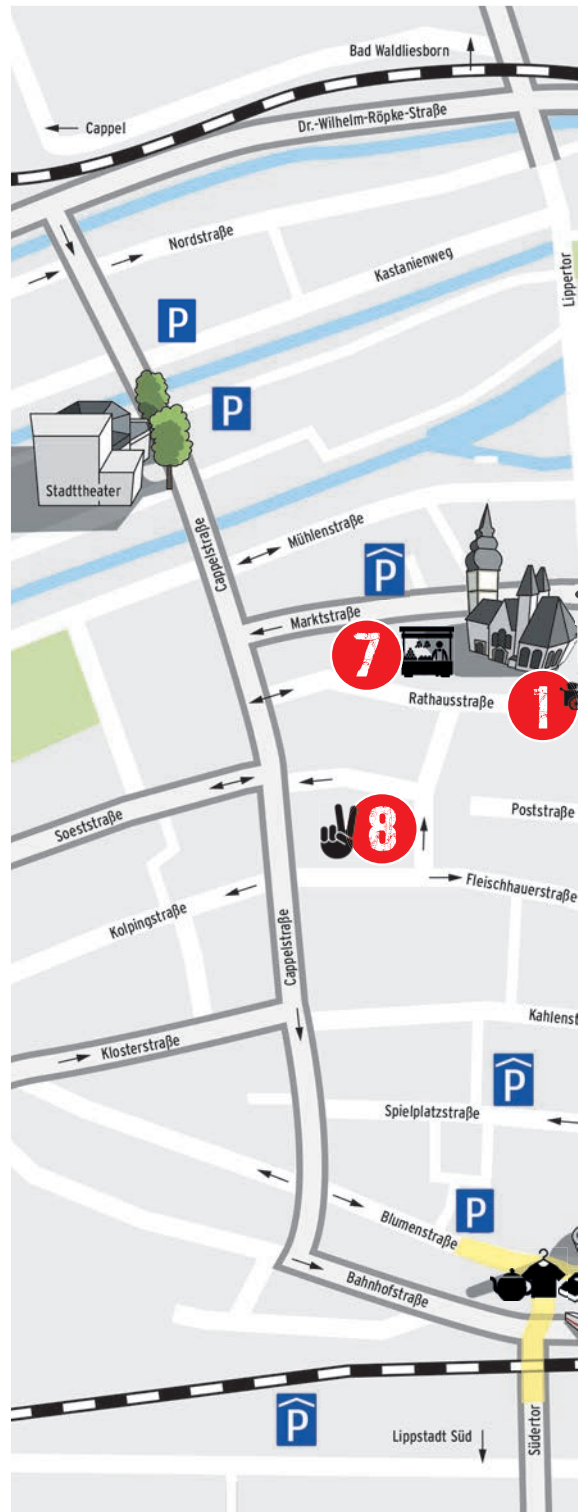 Bad Waldliesborn
Cappel
Dr.-Wilhelm-Röpke-Straße
Nordstraße
Kastanienweg
Lippertor
P
P
Stadttheater
Cappelstraße
Mühlenstraße
P
Marktstraße
7
Rathausstraße
1
Soeststraße
Poststraße
8
Fleischhauerstraße
Kolpingstraße
Cappelstraße
Kahlenst
Klosterstraße
P
Spielplatzstraße
P
Blumenstraße
Bahnhofstraße
P
Lippstadt Süd
Südertor